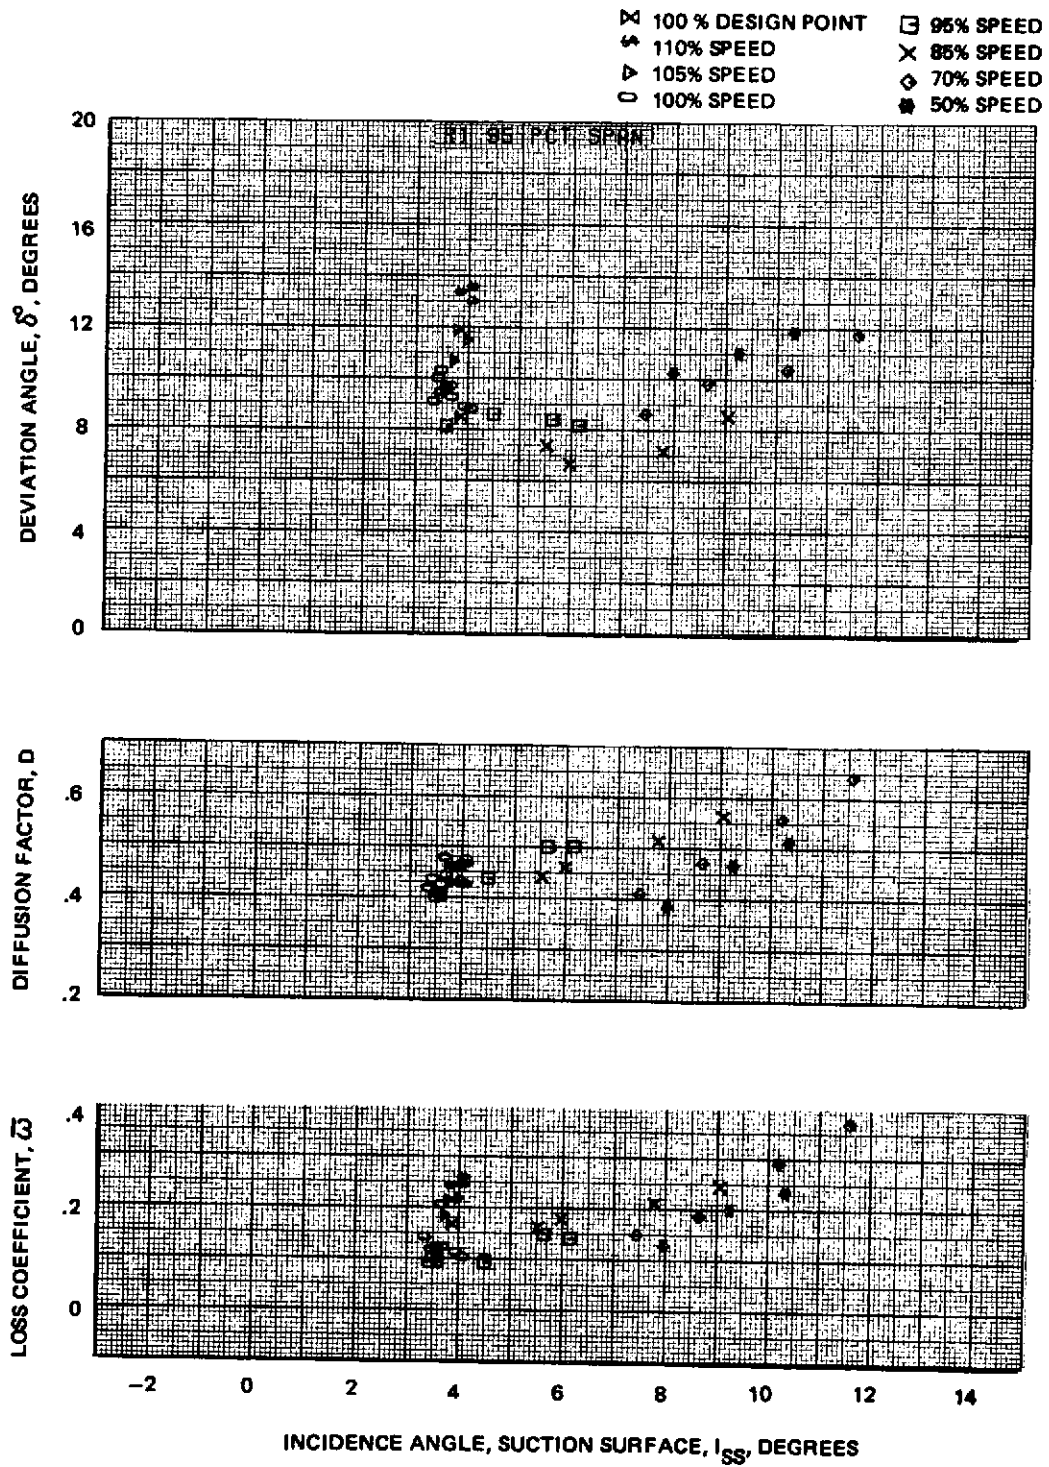 100 % DESIGN POINT
110% SPEED
105% SPEED
100% SPEED
95% SPEED
85% SPEED
70% SPEED
50% SPEED
R1 95 PCT SPAN
DEVIATION ANGLE, δ°, DEGREES
20
16
12
8
4
0
DIFFUSION FACTOR, D
.6
.4
.2
LOSS COEFFICIENT, ω̅
.4
.2
0
−2 0 2 4 6 8 10 12 14
INCIDENCE ANGLE, SUCTION SURFACE, ISS, DEGREES